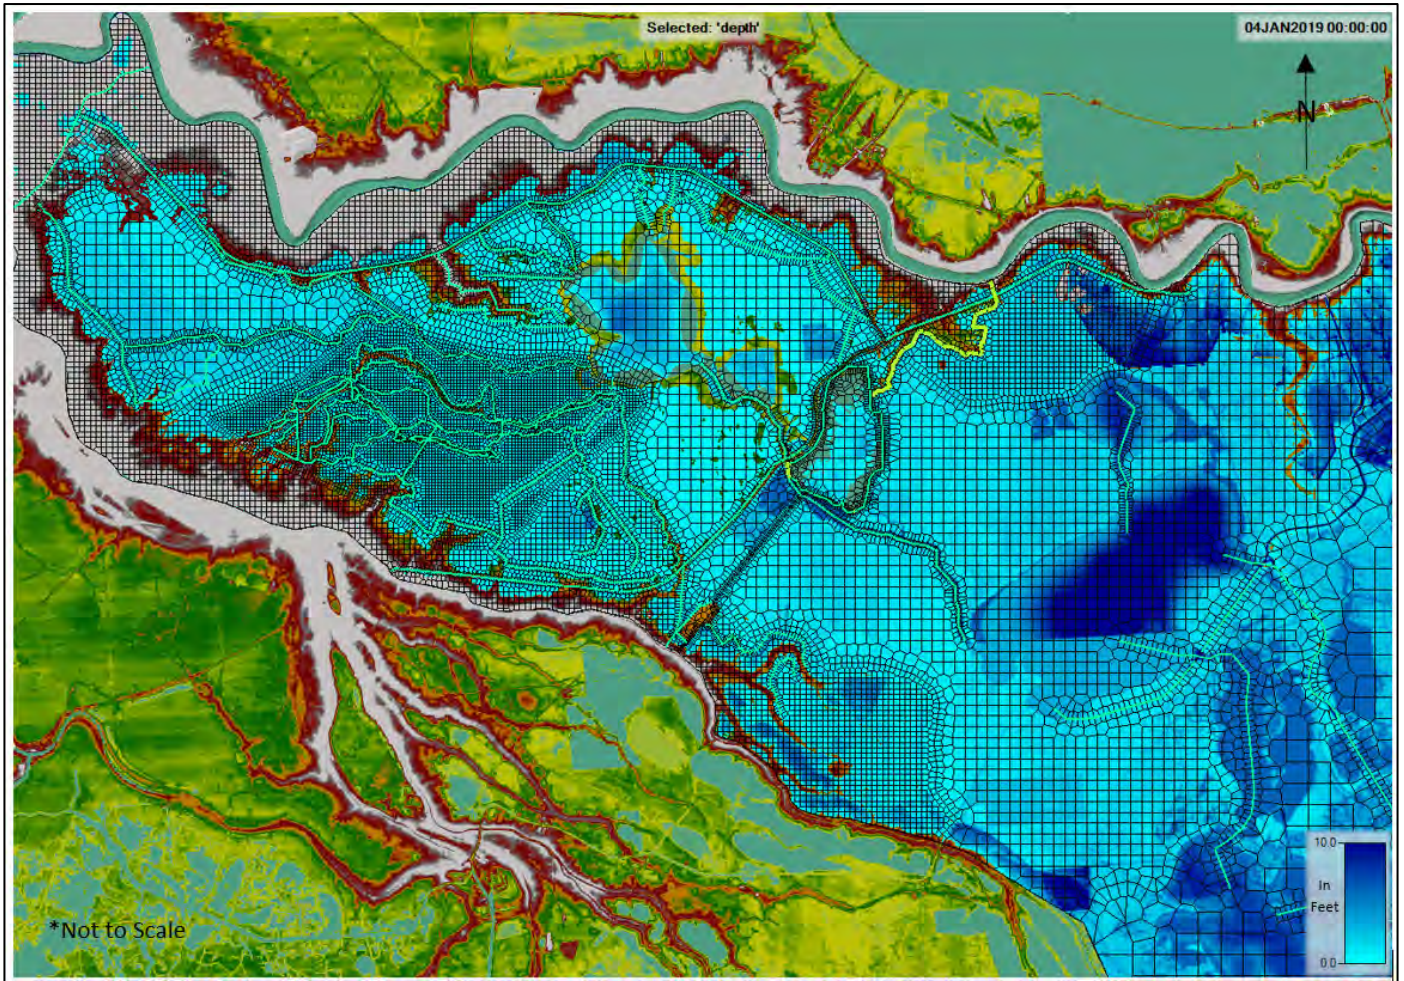 Selected: 'depth'
04JAN2019 00:00:00
N
10.0
In
Feet
0.0
*Not to Scale